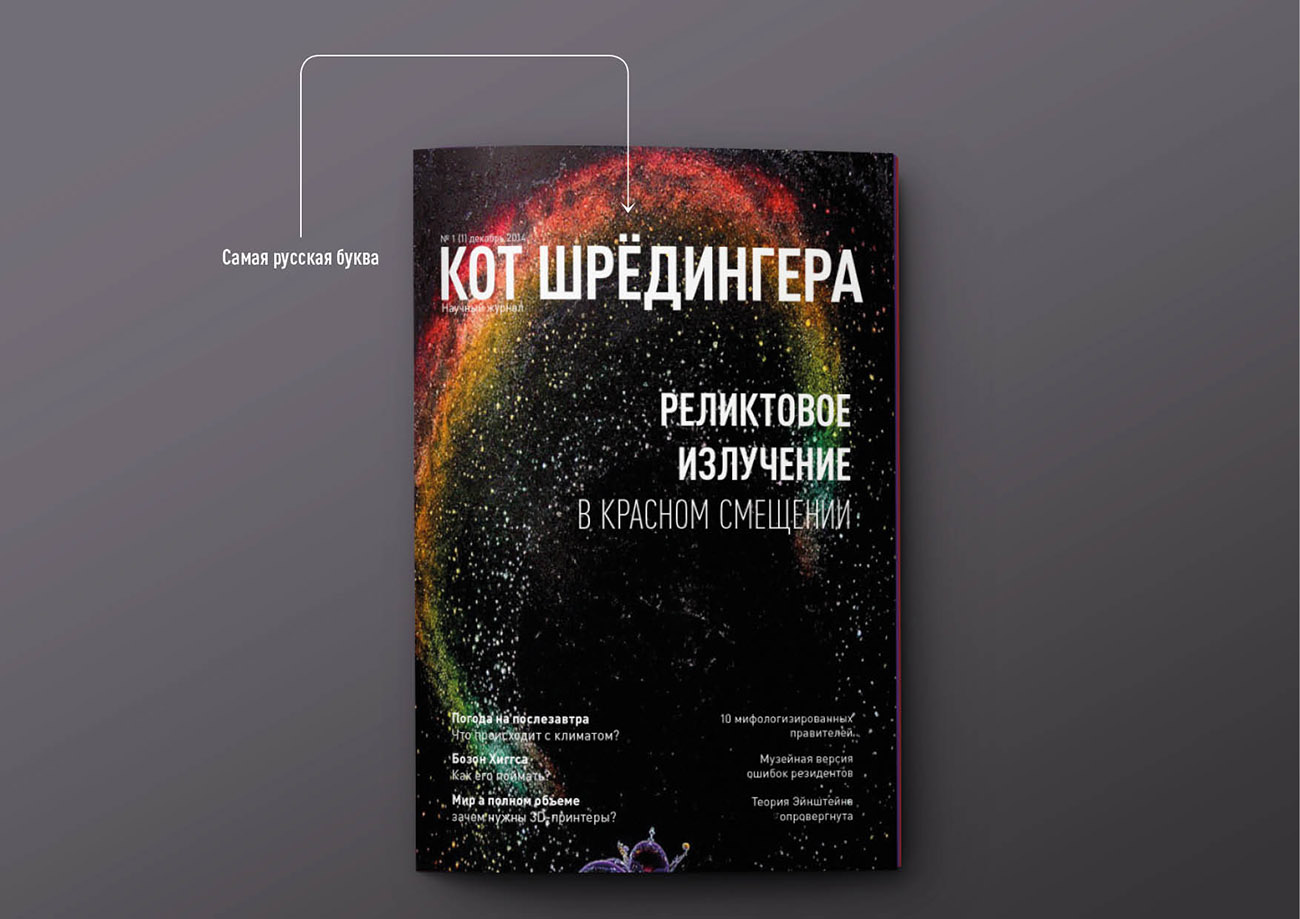 Самая русская буква
№ 1 (1) декабрь 2014
КОТ ШРЁДИНГЕРА
Научный журнал
РЕЛИКТОВОЕ
ИЗЛУЧЕНИЕ
В КРАСНОМ СМЕЩЕНИИ
Погода на послезавтра
Что происходит с климатом?
Бозон Хиггса
Как его поймать?
Мир а полном объеме
зачем нужны 3D-принтеры?
10 мифологизированных
правителей
Музейная версия
ошибок резидентов
Теория Эйнштейна
опровергнута